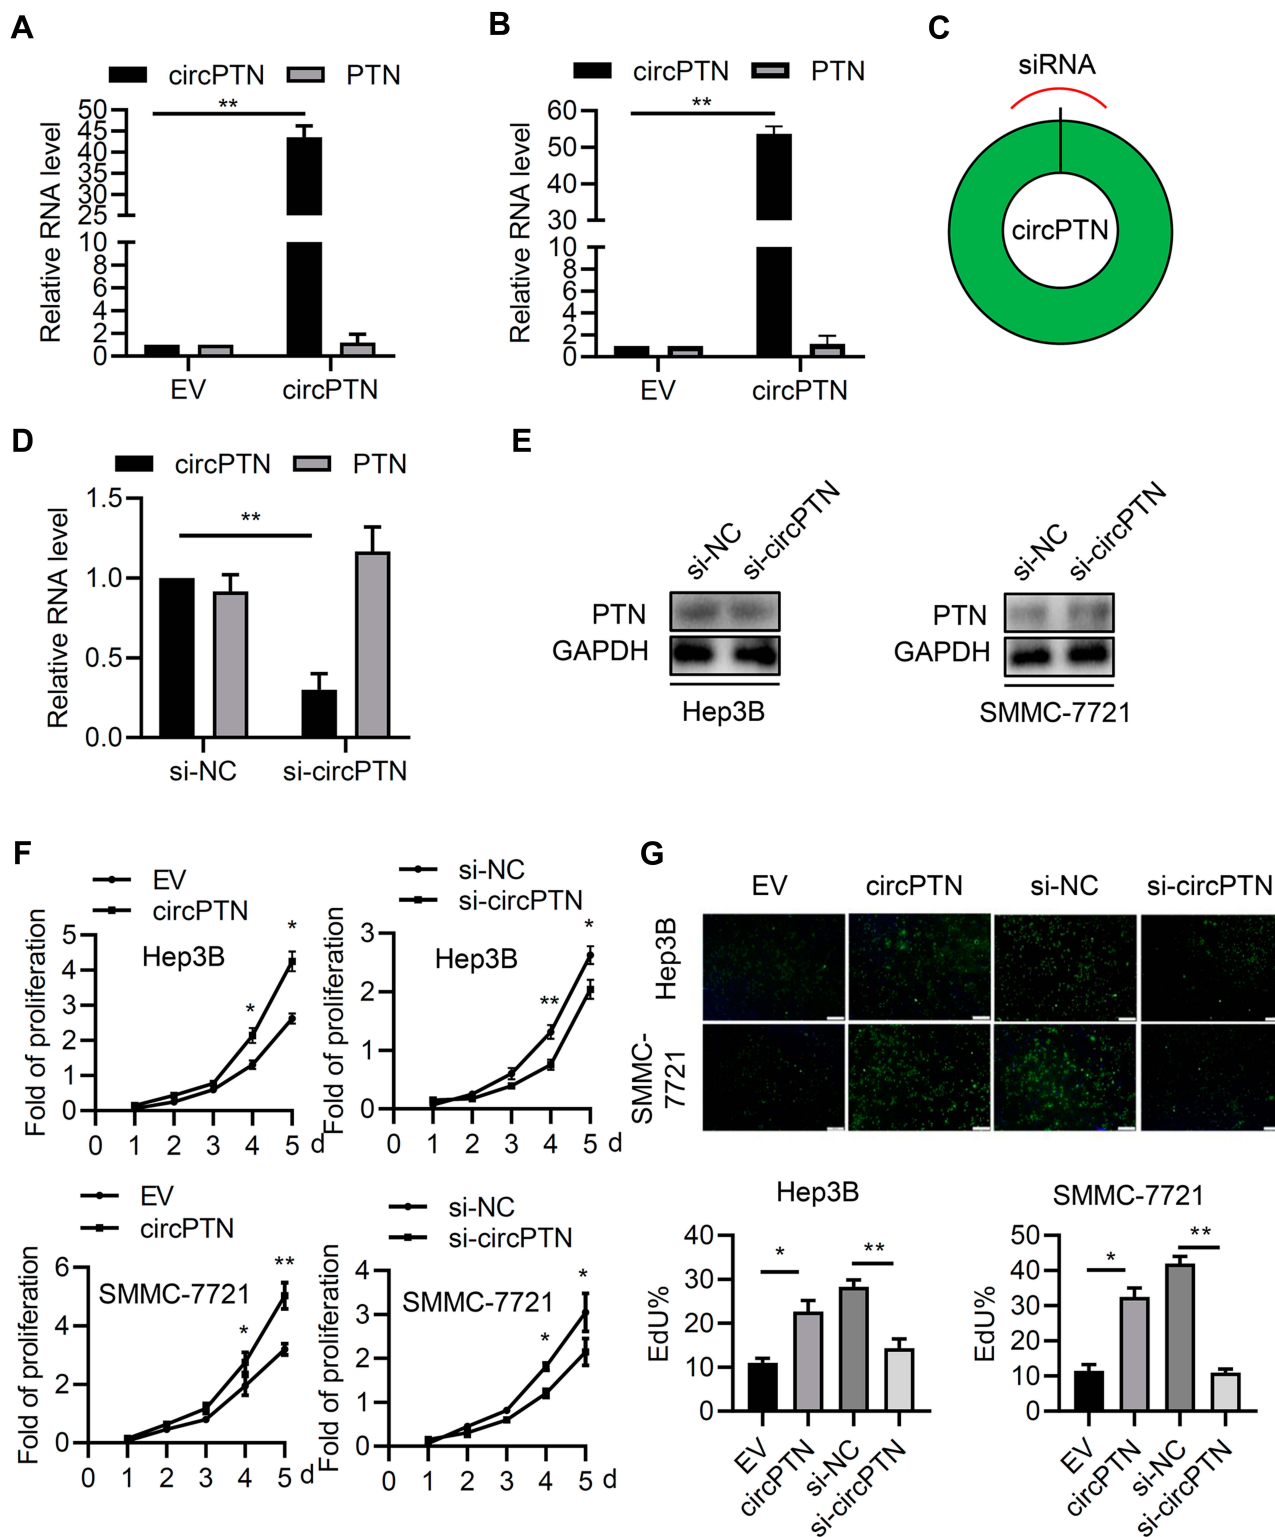 A
circPTN PTN
**
Relative RNA level
50
45
40
35
30
25
10
8
6
4
2
0
EV circPTN
B
circPTN PTN
**
Relative RNA level
60
50
40
30
10
8
6
4
2
0
EV circPTN
C
siRNA
circPTN
D
circPTN PTN
**
Relative RNA level
1.5
1.0
0.5
0.0
si-NC si-circPTN
E
si-NC si-circPTN
PTN
GAPDH
Hep3B
si-NC si-circPTN
PTN
GAPDH
SMMC-7721
F
EV
circPTN
Hep3B
* *
Fold of proliferation
5
4
3
2
1
0
0 1 2 3 4 5 d
si-NC
si-circPTN
Hep3B
** *
Fold of proliferation
3
2
1
0
0 1 2 3 4 5
EV
circPTN
SMMC-7721
* **
Fold of proliferation
6
4
2
0
0 1 2 3 4 5 d
si-NC
si-circPTN
SMMC-7721
* *
Fold of proliferation
4
3
2
1
0
0 1 2 3 4 5 d
G
EV circPTN si-NC si-circPTN
Hep3B
SMMC-
7721
Hep3B
* **
EdU%
40
30
20
10
0
EV circPTN si-NC si-circPTN
SMMC-7721
* **
EdU%
50
40
30
20
10
0
EV circPTN si-NC si-circPTN